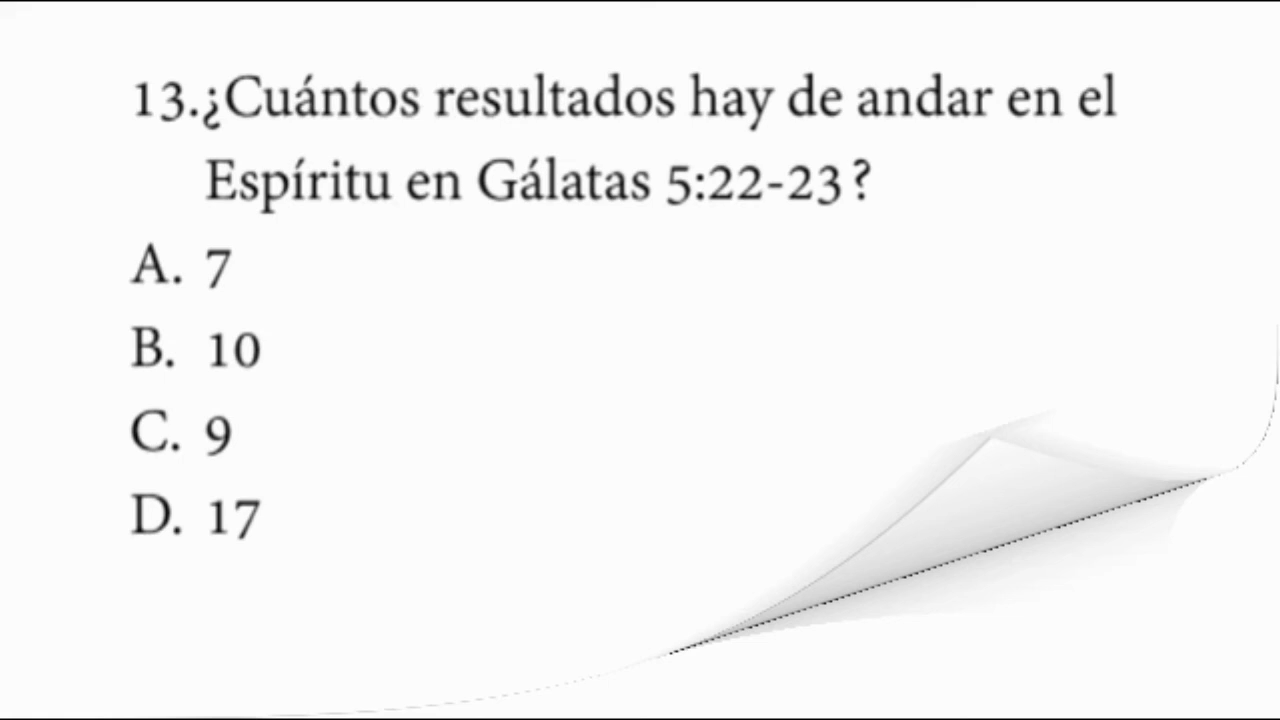 13.¿Cuántos resultados hay de andar en el
Espíritu en Gálatas 5:22-23?
A. 7
B. 10
C. 9
D. 17